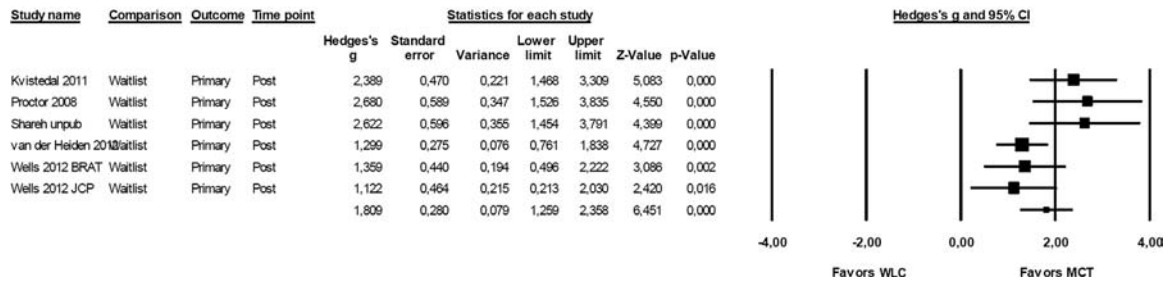 Study name Comparison Outcome Time point Statistics for each study Hedges's g and 95% CI
Hedges's g Standard error Variance Lower limit Upper limit Z-Value p-Value
Kvistedal 2011 Waitlist Primary Post 2,389 0,470 0,221 1,468 3,309 5,083 0,000
Proctor 2008 Waitlist Primary Post 2,680 0,589 0,347 1,526 3,835 4,550 0,000
Shareh unpub Waitlist Primary Post 2,622 0,596 0,355 1,454 3,791 4,399 0,000
van der Heiden 2012 Waitlist Primary Post 1,299 0,275 0,076 0,761 1,838 4,727 0,000
Wells 2012 BRAT Waitlist Primary Post 1,359 0,440 0,194 0,496 2,222 3,086 0,002
Wells 2012 JCP Waitlist Primary Post 1,122 0,464 0,215 0,213 2,030 2,420 0,016
1,809 0,280 0,079 1,259 2,358 6,451 0,000
-4,00 -2,00 0,00 2,00 4,00
Favors WLC Favors MCT